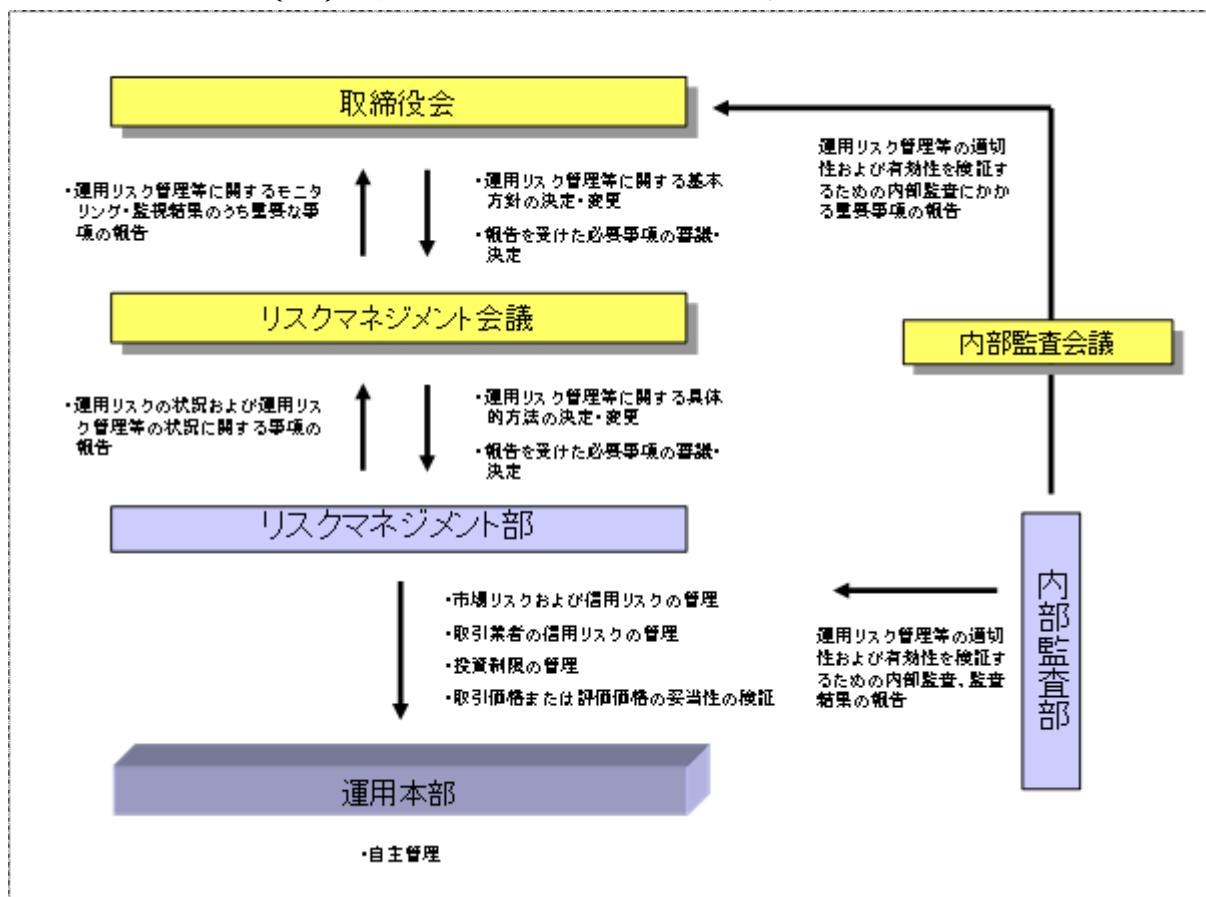 取締役会
・運用リスク管理等に関するモニ
タリング・監視結果のうち重要な事
項の報告
・運用リスク管理等に関する基本
方針の決定・変更
・報告を受けた必要事項の審議・
決定
運用リスク管理等の適切
性および有効性を検証す
るための内部監査にかか
る重要事項の報告
リスクマネジメント会議
内部監査会議
・運用リスクの状況および運用リス
ク管理等の状況に関する事項の
報告
・運用リスク管理等に関する具体
的方法の決定・変更
・報告を受けた必要事項の審議・
決定
リスクマネジメント部
・市場リスクおよび信用リスクの管理
・取引業者の信用リスクの管理
・投資制限の管理
・取引価格または評価価格の妥当性の検証
運用リスク管理等の適切
性および有効性を検証す
るための内部監査、監査
結果の報告
内部監査部
運用本部
・自主管理